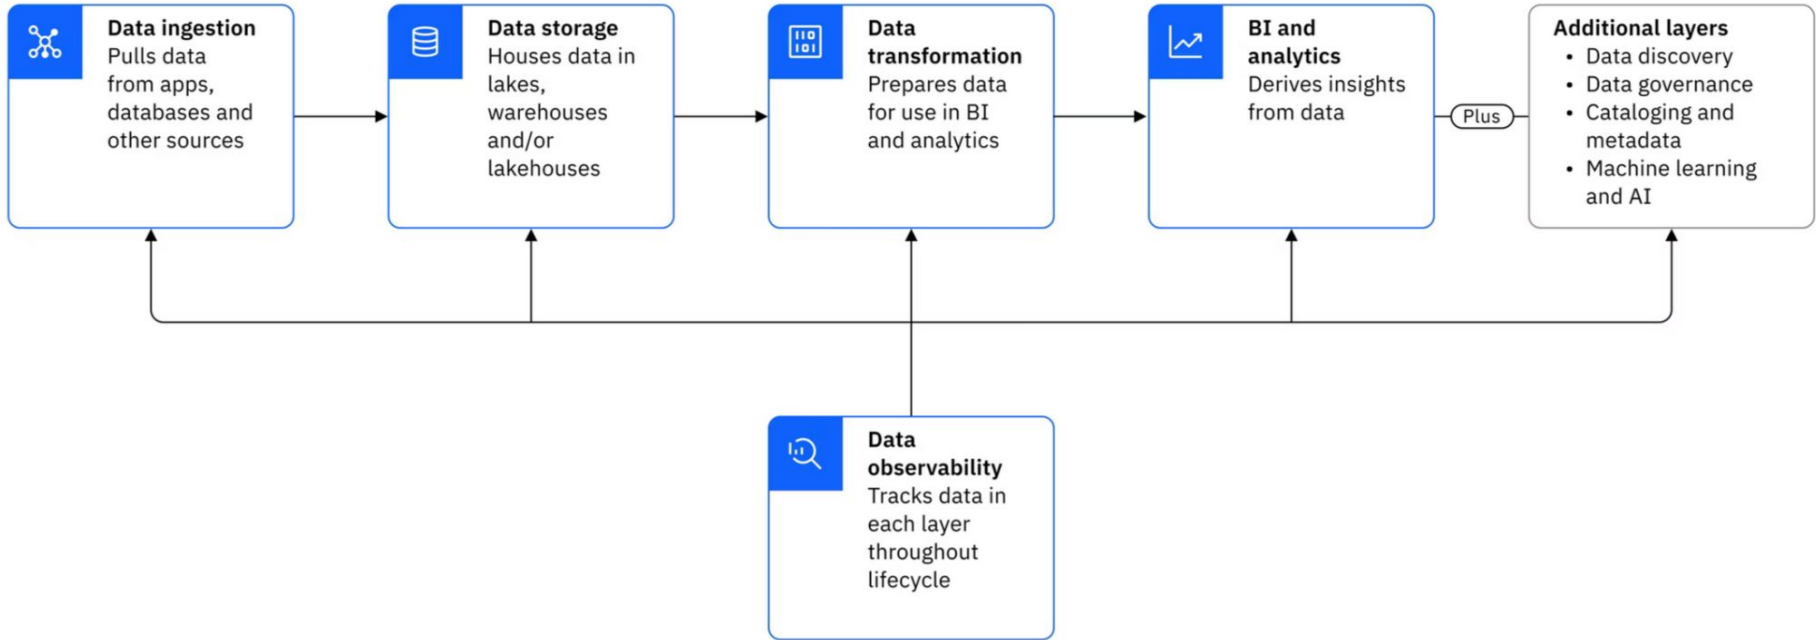 Data ingestion
Pulls data
from apps,
databases and
other sources
Data storage
Houses data in
lakes,
warehouses
and/or
lakehouses
Data
transformation
Prepares data
for use in BI
and analytics
BI and
analytics
Derives insights
from data
Plus
Additional layers
• Data discovery
• Data governance
• Cataloging and
metadata
• Machine learning
and AI
Data
observability
Tracks data in
each layer
throughout
lifecycle